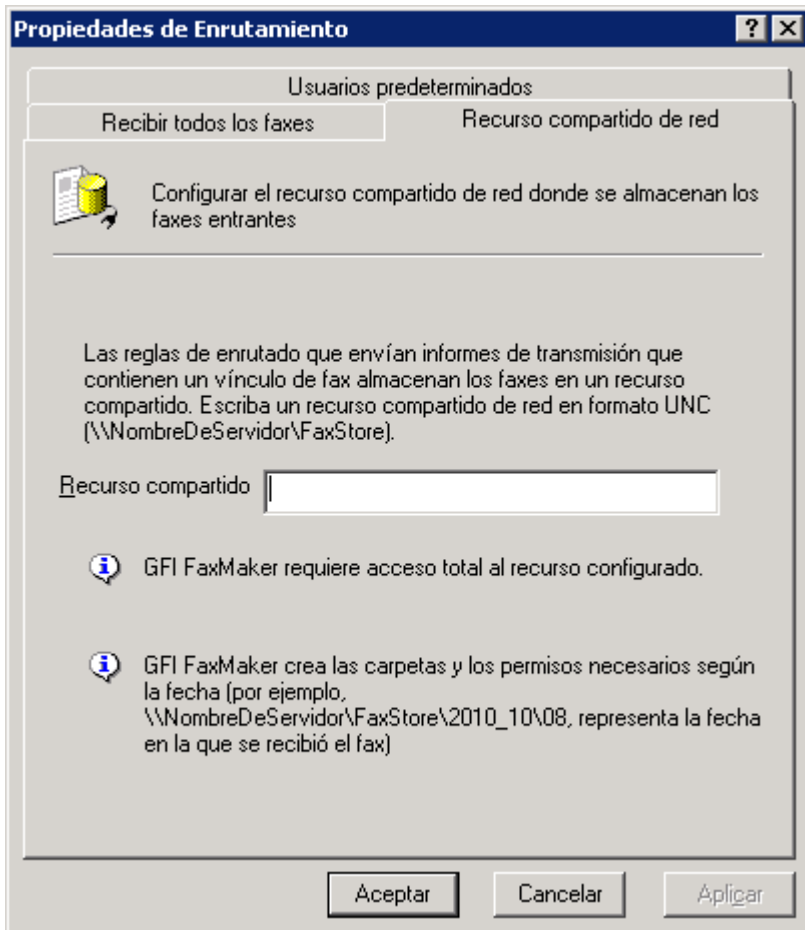 Propiedades de Enrutamiento
Usuarios predeterminados
Recibir todos los faxes
Recurso compartido de red
Configurar el recurso compartido de red donde se almacenan los
faxes entrantes
Las reglas de enrutado que envían informes de transmisión que
contienen un vínculo de fax almacenan los faxes en un recurso
compartido. Escriba un recurso compartido de red en formato UNC
(\\NombreDeServidor\FaxStore).
Recurso compartido
GFI FaxMaker requiere acceso total al recurso configurado.
GFI FaxMaker crea las carpetas y los permisos necesarios según
la fecha (por ejemplo,
\\NombreDeServidor\FaxStore\2010_10\08, representa la fecha
en la que se recibió el fax)
Aceptar
Cancelar
Aplicar